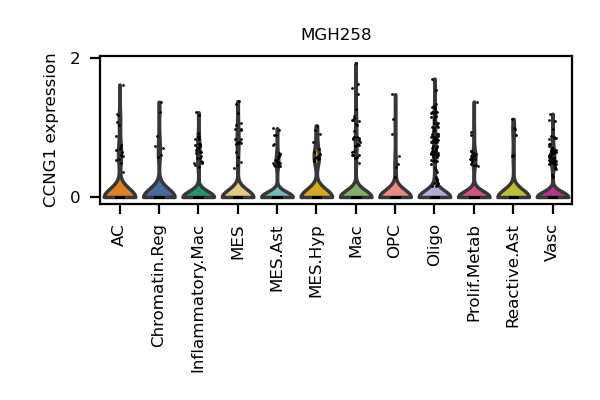 MGH258
CCNG1 expression
2
0
AC
Chromatin.Reg
Inflammatory.Mac
MES
MES.Ast
MES.Hyp
Mac
OPC
Oligo
Prolif.Metab
Reactive.Ast
Vasc